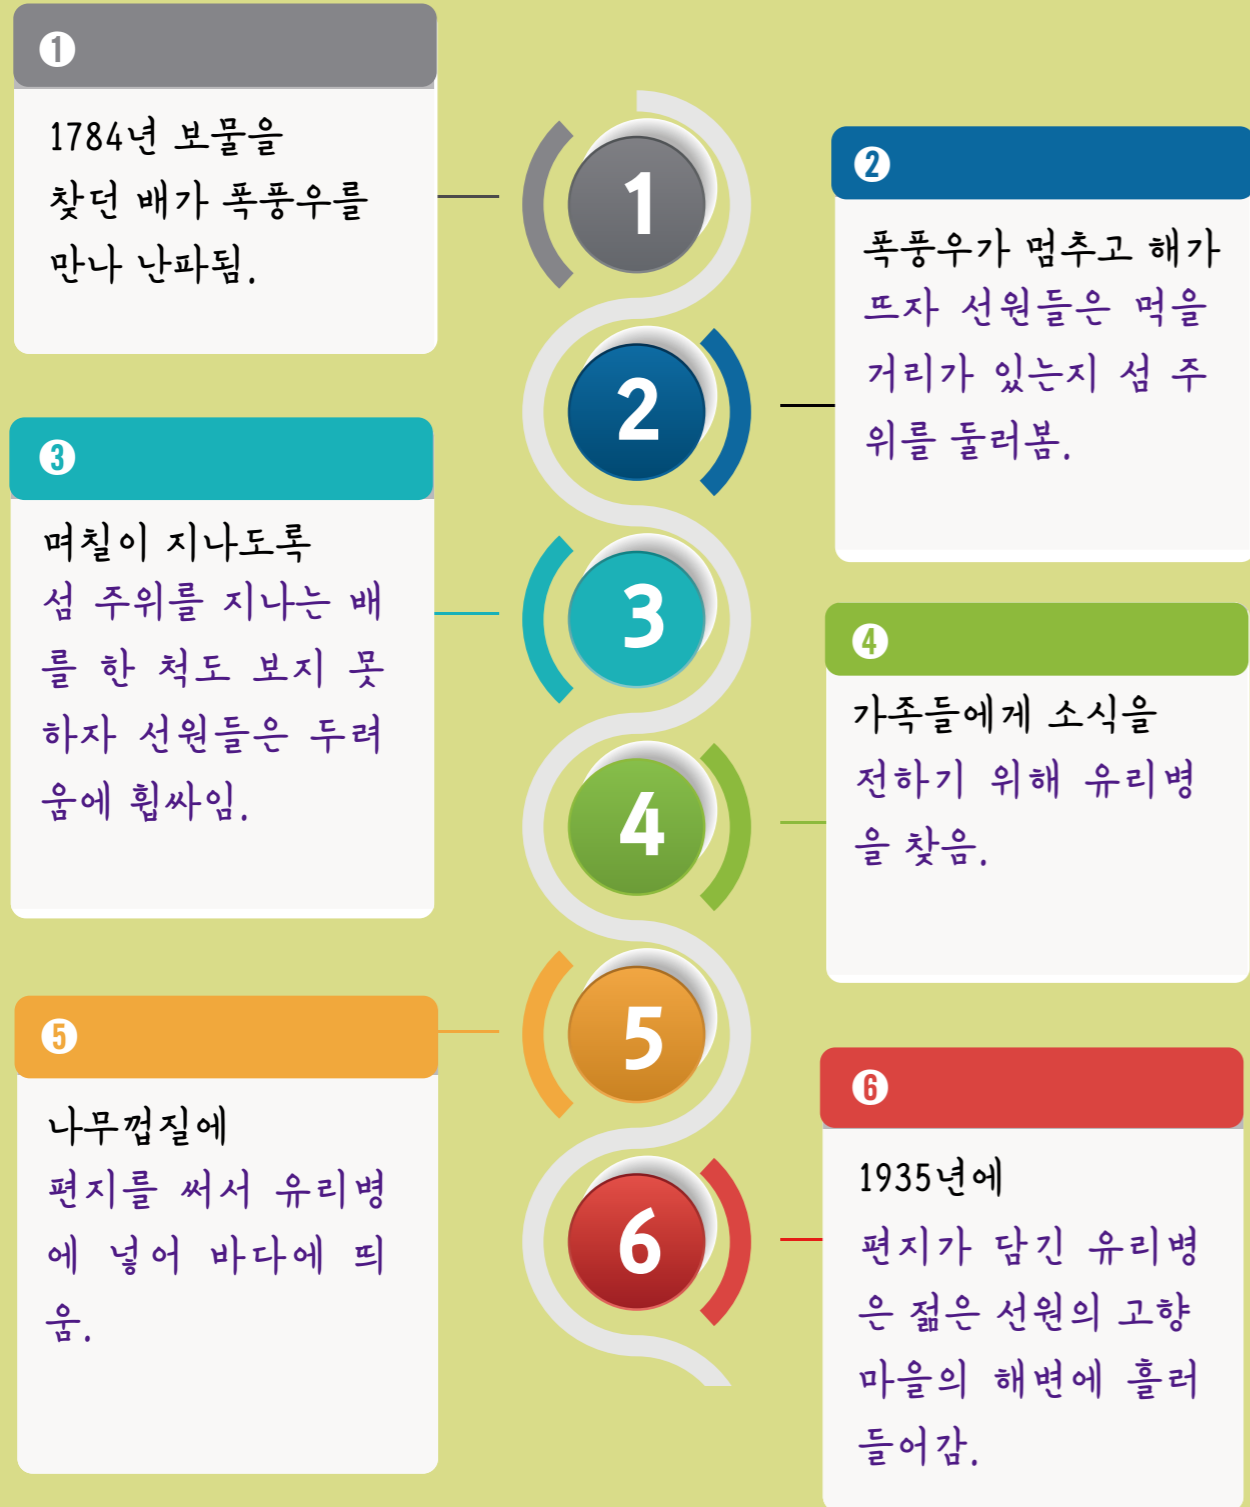 ❶
1784년 보물을
찾던 배가 폭풍우를
만나 난파됨.
1
❷
폭풍우가 멈추고 해가
뜨자 선원들은 먹을
거리가 있는지 섬 주
위를 둘러봄.
2
❸
며칠이 지나도록
섬 주위를 지나는 배
를 한 척도 보지 못
하자 선원들은 두려
움에 휩싸임.
3
❹
가족들에게 소식을
전하기 위해 유리병
을 찾음.
4
❺
나무껍질에
편지를 써서 유리병
에 넣어 바다에 띄
움.
5
❻
1935년에
편지가 담긴 유리병
은 젊은 선원의 고향
마을의 해변에 흘러
들어감.
6